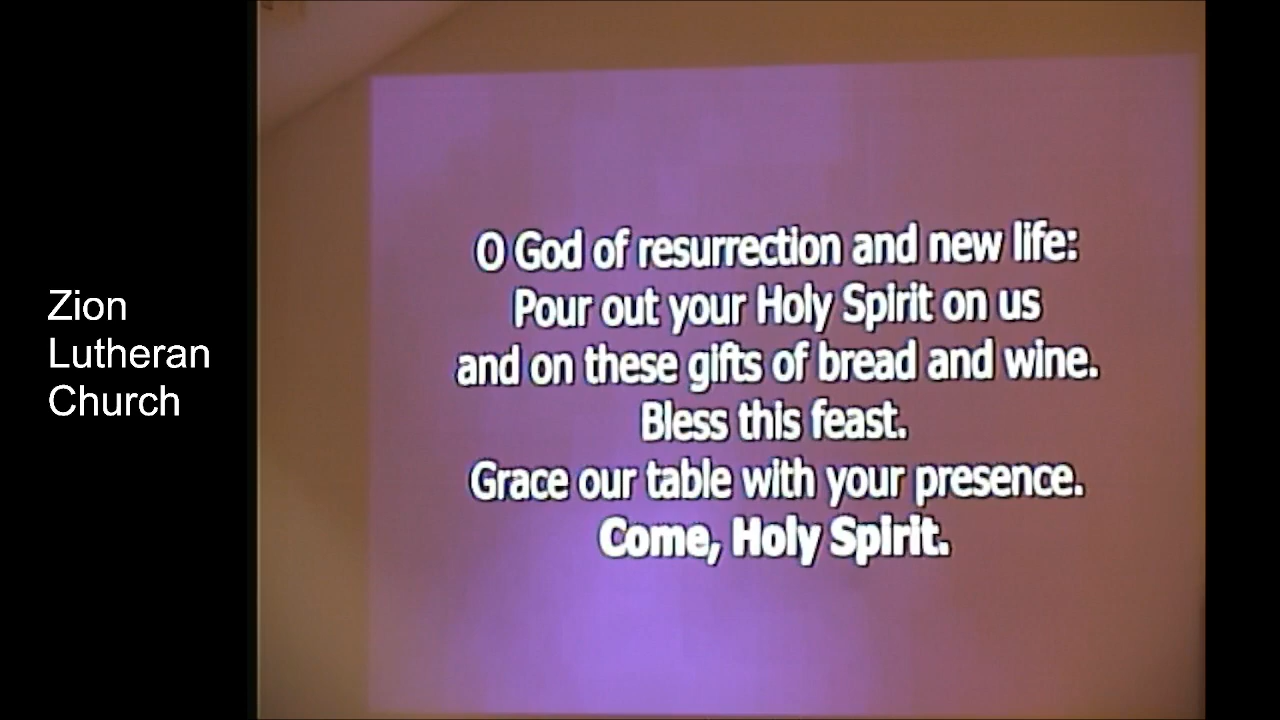 Zion
Lutheran
Church
O God of resurrection and new life:
Pour out your Holy Spirit on us
and on these gifts of bread and wine.
Bless this feast.
Grace our table with your presence.
Come, Holy Spirit.